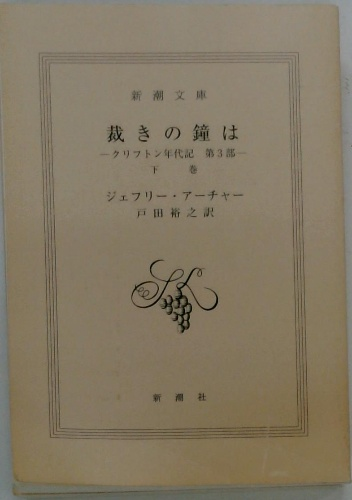 新潮文庫
裁きの鐘は
―クリフトン年代記 第3部―
下巻
ジェフリー・アーチャー
戸田裕之訳
新潮社